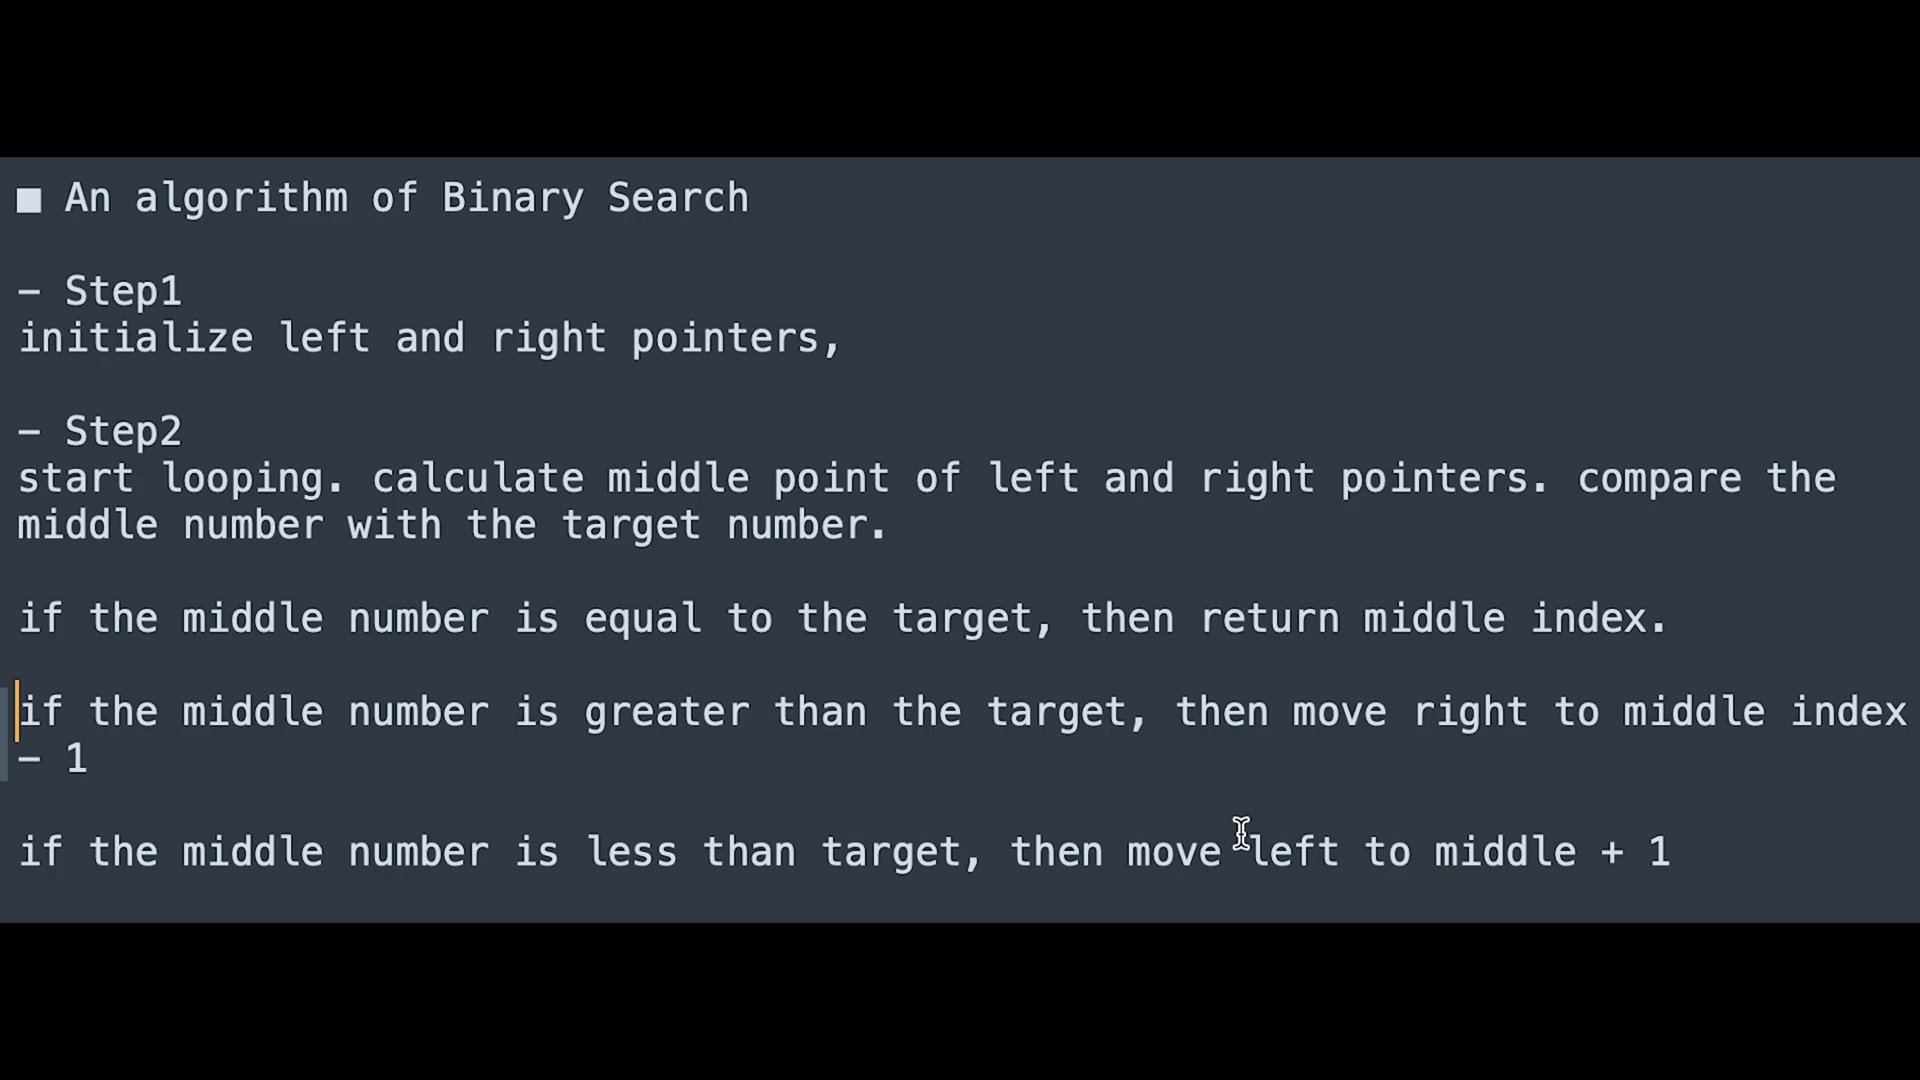 ■ An algorithm of Binary Search
– Step1
initialize left and right pointers,
– Step2
start looping. calculate middle point of left and right pointers. compare the
middle number with the target number.
if the middle number is equal to the target, then return middle index.
if the middle number is greater than the target, then move right to middle index
– 1
if the middle number is less than target, then move left to middle + 1